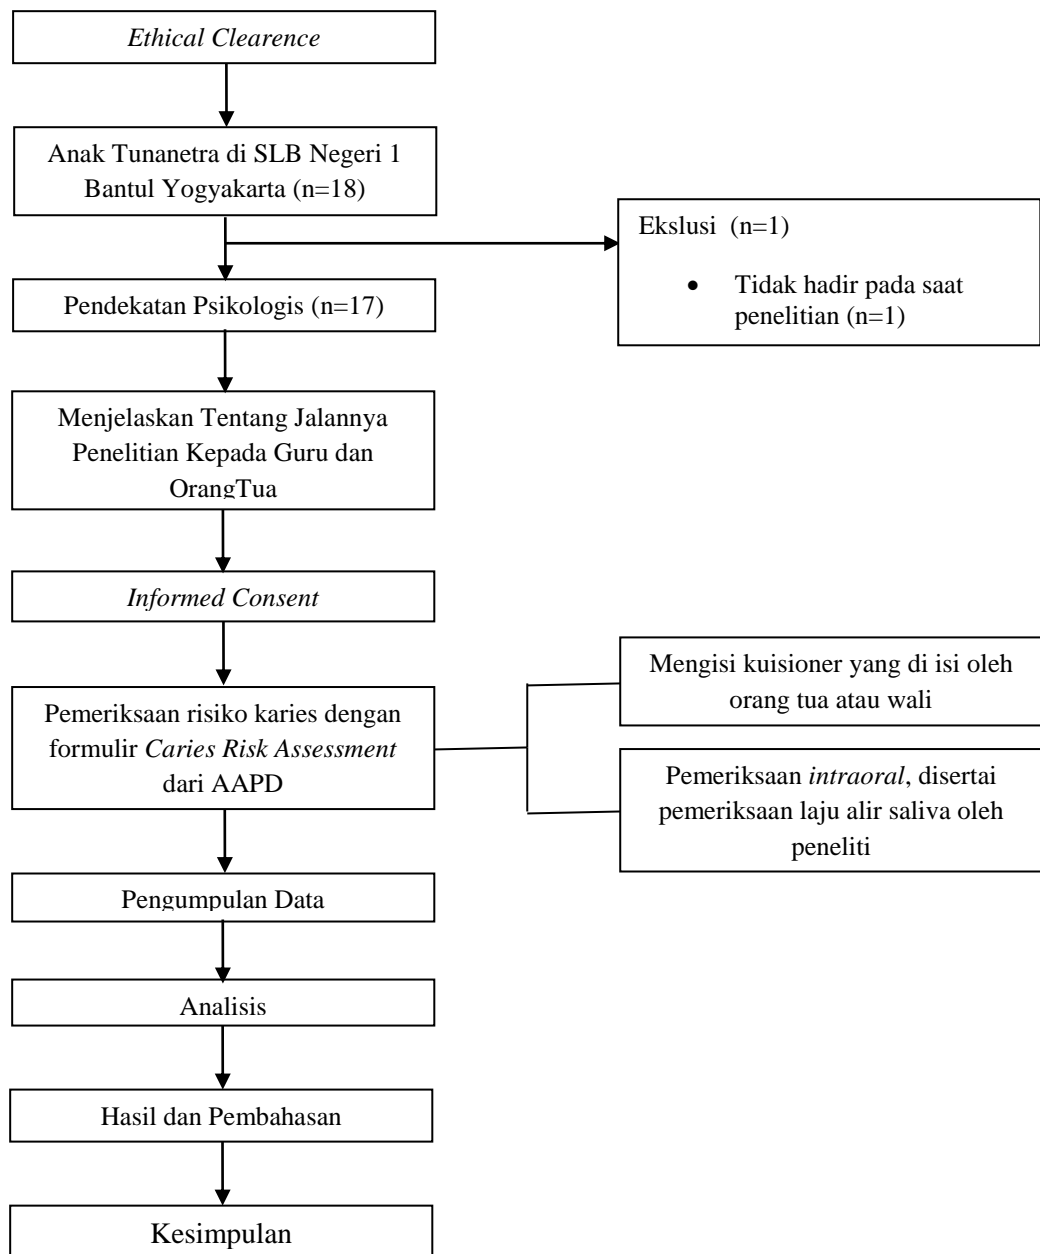 Ethical Clearence
Anak Tunanetra di SLB Negeri 1
Bantul Yogyakarta (n=18)
Ekslusi (n=1)
• Tidak hadir pada saat
penelitian (n=1)
Pendekatan Psikologis (n=17)
Menjelaskan Tentang Jalannya
Penelitian Kepada Guru dan
OrangTua
Informed Consent
Pemeriksaan risiko karies dengan
formulir Caries Risk Assessment
dari AAPD
Mengisi kuisioner yang di isi oleh
orang tua atau wali
Pemeriksaan intraoral, disertai
pemeriksaan laju alir saliva oleh
peneliti
Pengumpulan Data
Analisis
Hasil dan Pembahasan
Kesimpulan